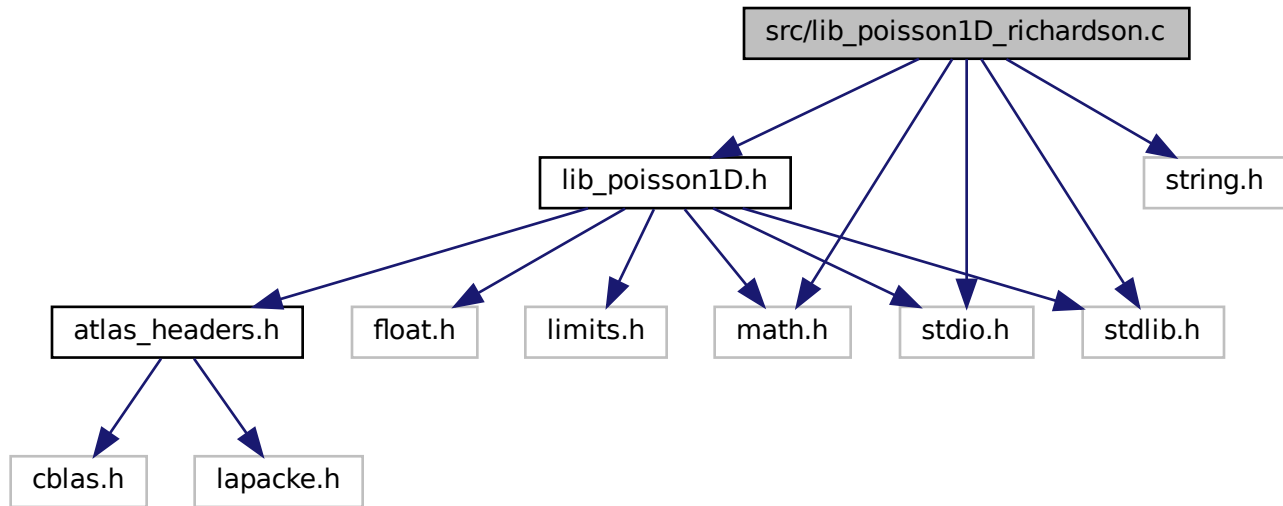 src/lib_poisson1D_richardson.c
lib_poisson1D.h
string.h
atlas_headers.h
float.h
limits.h
math.h
stdio.h
stdlib.h
cblas.h
lapacke.h